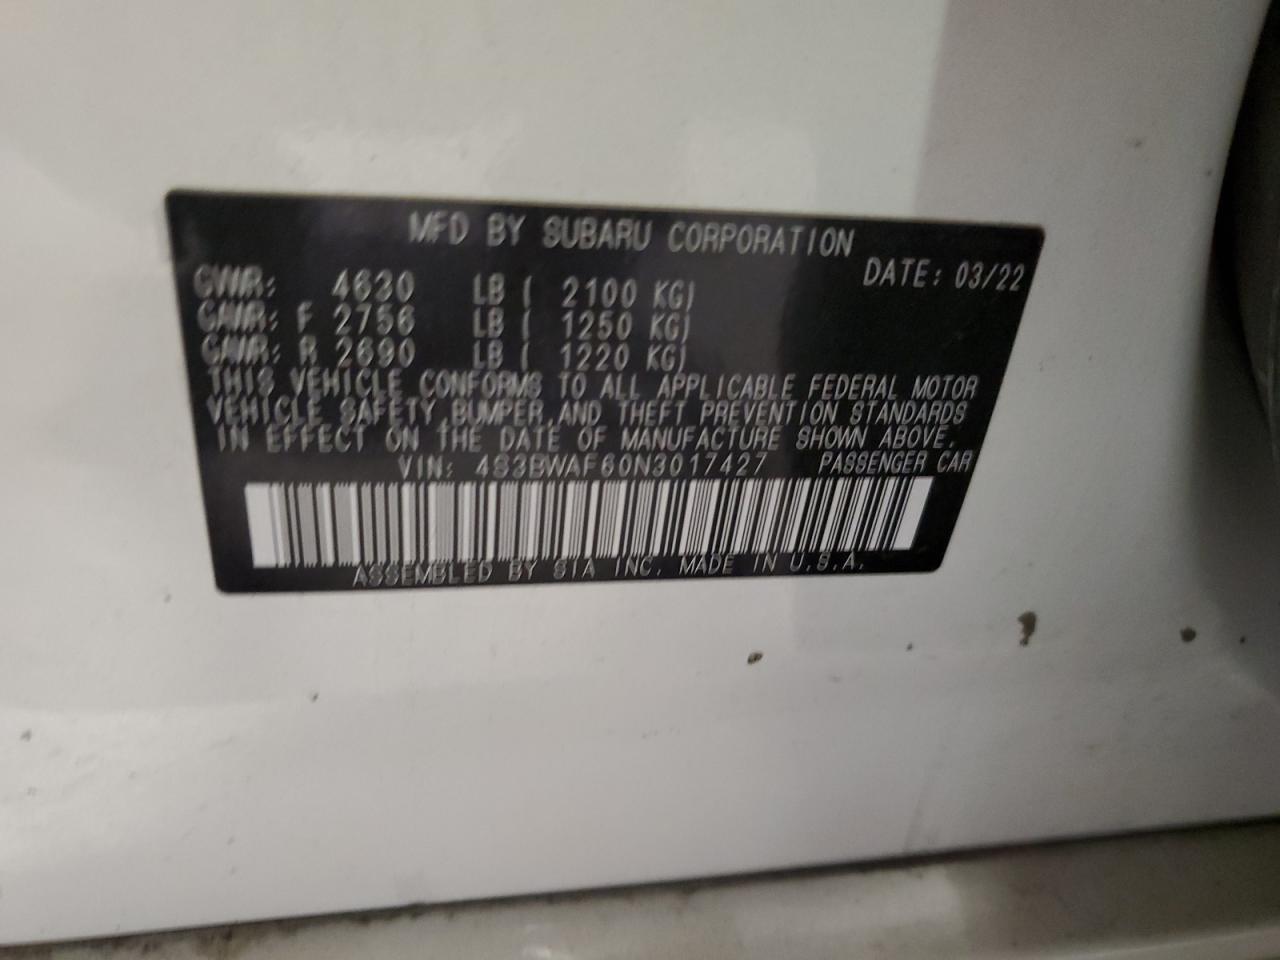 MFD BY SUBARU CORPORATION
DATE: 03/22
GVWR: 4630 LB ( 2100 KG)
GAWR: F 2756 LB ( 1250 KG)
GAWR: R 2690 LB ( 1220 KG)
THIS VEHICLE CONFORMS TO ALL APPLICABLE FEDERAL MOTOR
VEHICLE SAFETY, BUMPER, AND THEFT PREVENTION STANDARDS
IN EFFECT ON THE DATE OF MANUFACTURE SHOWN ABOVE.
VIN: 4S3BWAF60N3017427 PASSENGER CAR
ASSEMBLED BY SIA INC. MADE IN U.S.A.